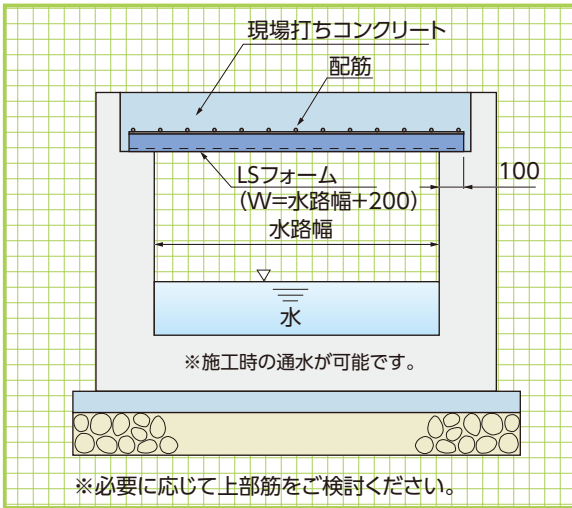 現場打ちコンクリート
配筋
LSフォーム
(W=水路幅+200)
100
水路幅
水
※施工時の通水が可能です。
※必要に応じて上部筋をご検討ください。